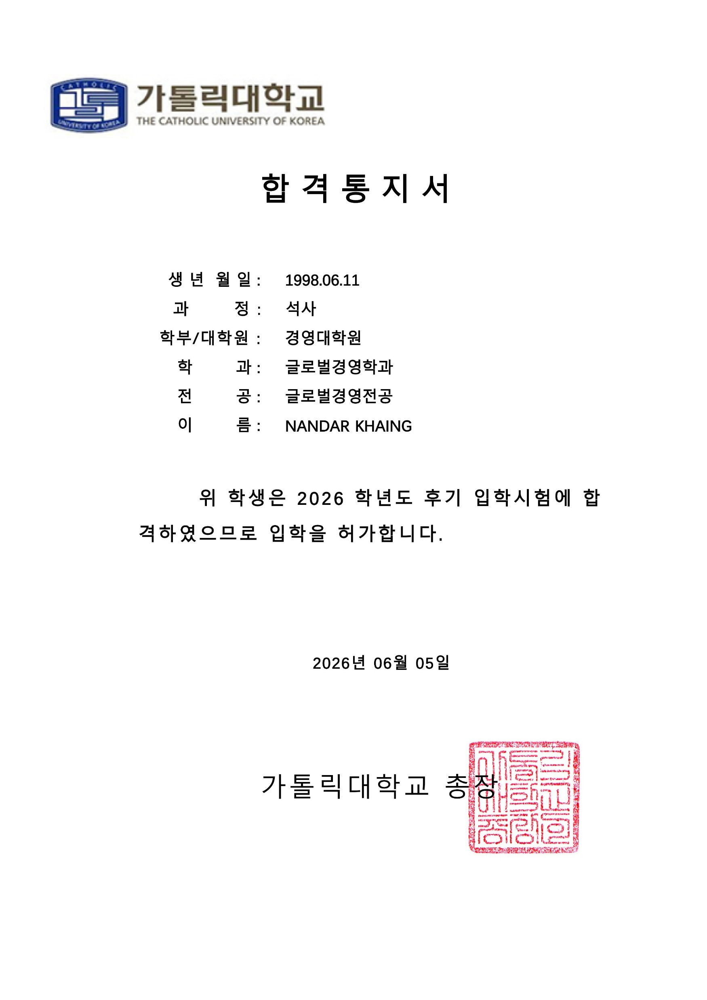 CATHOLIC
UNIVERSITY OF KOREA
가톨릭대학교
THE CATHOLIC UNIVERSITY OF KOREA
합격통지서
생년 월일 : 1998.06.11
과 정 : 석사
학부/대학원 : 경영대학원
학 과 : 글로벌경영학과
전 공 : 글로벌경영전공
이 름 : NANDAR KHAING
위 학생은 2026 학년도 후기 입학시험에 합
격하였으므로 입학을 허가합니다.
2026년 06월 05일
가톨릭대학교 총장